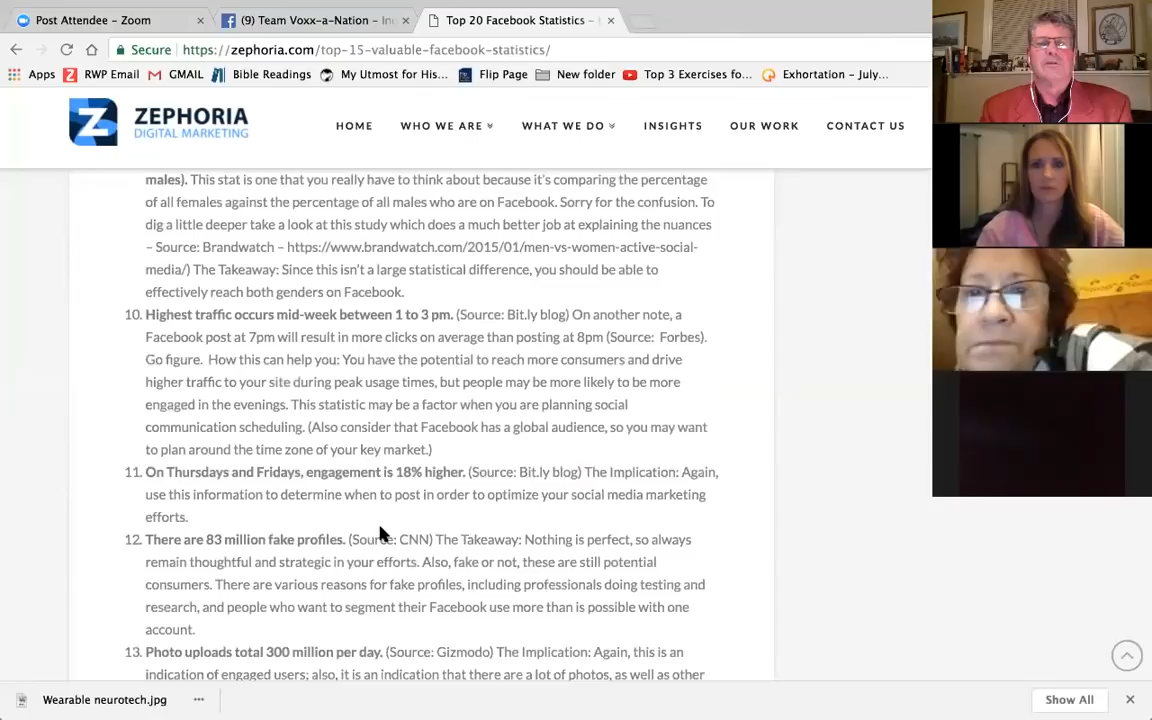 Post Attendee - Zoom
(9) Team Voxx-a-Nation - In
Top 20 Facebook Statistics -
Secure
https://zephoria.com/top-15-valuable-facebook-statistics/
Apps
RWP Email
GMAIL
Bible Readings
My Utmost for His...
Flip Page
New folder
Top 3 Exercises fo...
Exhortation – July...
ZEPHORIA
DIGITAL MARKETING
HOME
WHO WE ARE
WHAT WE DO
INSIGHTS
OUR WORK
CONTACT US
males). This stat is one that you really have to think about because it's comparing the percentage
of all females against the percentage of all males who are on Facebook. Sorry for the confusion. To
dig a little deeper take a look at this study which does a much better job at explaining the nuances
– Source: Brandwatch – https://www.brandwatch.com/2015/01/men-vs-women-active-social-
media/) The Takeaway: Since this isn't a large statistical difference, you should be able to
effectively reach both genders on Facebook.
10. Highest traffic occurs mid-week between 1 to 3 pm. (Source: Bit.ly blog) On another note, a
Facebook post at 7pm will result in more clicks on average than posting at 8pm (Source: Forbes).
Go figure. How this can help you: You have the potential to reach more consumers and drive
higher traffic to your site during peak usage times, but people may be more likely to be more
engaged in the evenings. This statistic may be a factor when you are planning social
communication scheduling. (Also consider that Facebook has a global audience, so you may want
to plan around the time zone of your key market.)
11. On Thursdays and Fridays, engagement is 18% higher. (Source: Bit.ly blog) The Implication: Again,
use this information to determine when to post in order to optimize your social media marketing
efforts.
12. There are 83 million fake profiles. (Source: CNN) The Takeaway: Nothing is perfect, so always
remain thoughtful and strategic in your efforts. Also, fake or not, these are still potential
consumers. There are various reasons for fake profiles, including professionals doing testing and
research, and people who want to segment their Facebook use more than is possible with one
account.
13. Photo uploads total 300 million per day. (Source: Gizmodo) The Implication: Again, this is an
indication of engaged users; also, it is an indication that there are a lot of photos, as well as other
Wearable neurotech.jpg
Show All